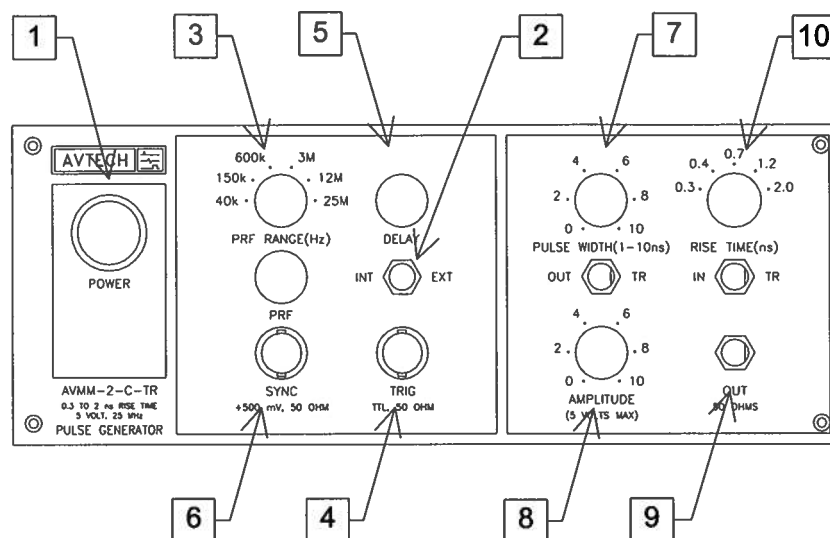 1
3
5
2
7
10
AVTECH
POWER
AVMM-2-C-TR
0.3 TO 2 ns RISE TIME
5 VOLT, 25 MHz
PULSE GENERATOR
600k 3M
150k 12M
40k 25M
PRF RANGE(Hz)
DELAY
INT EXT
PRF
SYNC
+500 mV, 50 OHM
TRIG
TTL, 50 OHM
4 6
2 8
0 10
PULSE WIDTH(1-10ns)
OUT TR
4 6
2 8
0 10
AMPLITUDE
(5 VOLTS MAX)
0.7
0.4 1.2
0.3 2.0
RISE TIME(ns)
IN TR
OUT
50 OHMS
6
4
8
9